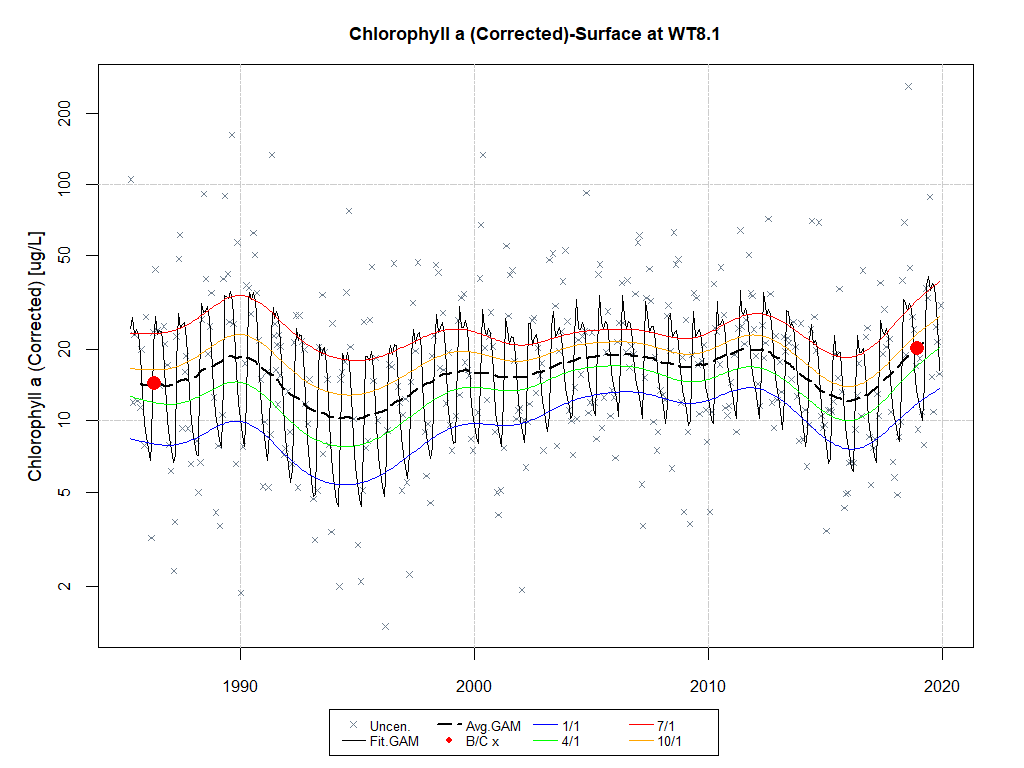 Chlorophyll a (Corrected)-Surface at WT8.1
Chlorophyll a (Corrected) [ug/L]
200
100
50
20
10
5
2
1990 2000 2010 2020
Uncen. Avg.GAM 1/1 7/1
Fit.GAM B/C x 4/1 10/1